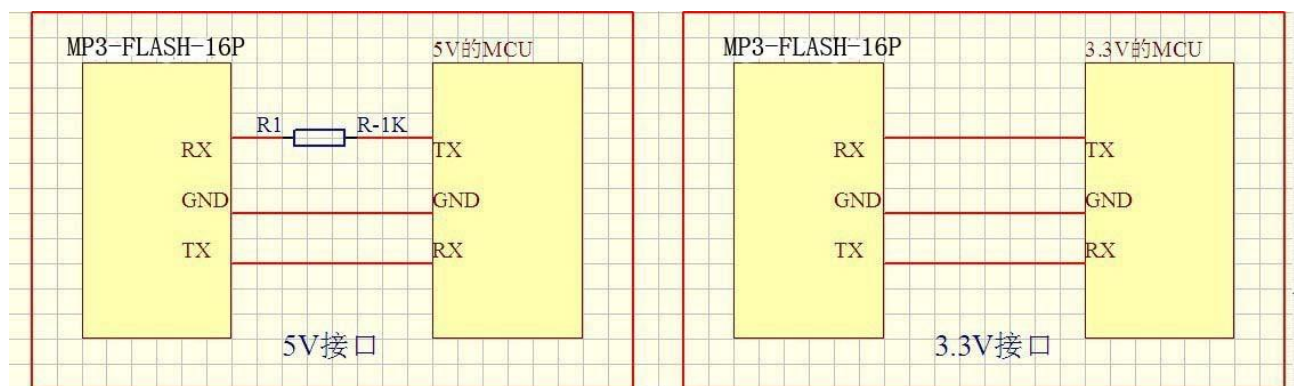 MP3-FLASH-16P
5V的MCU
R1
R-1K
RX
TX
GND
GND
TX
RX
5V接口
MP3-FLASH-16P
3.3V的MCU
RX
TX
GND
GND
TX
RX
3.3V接口